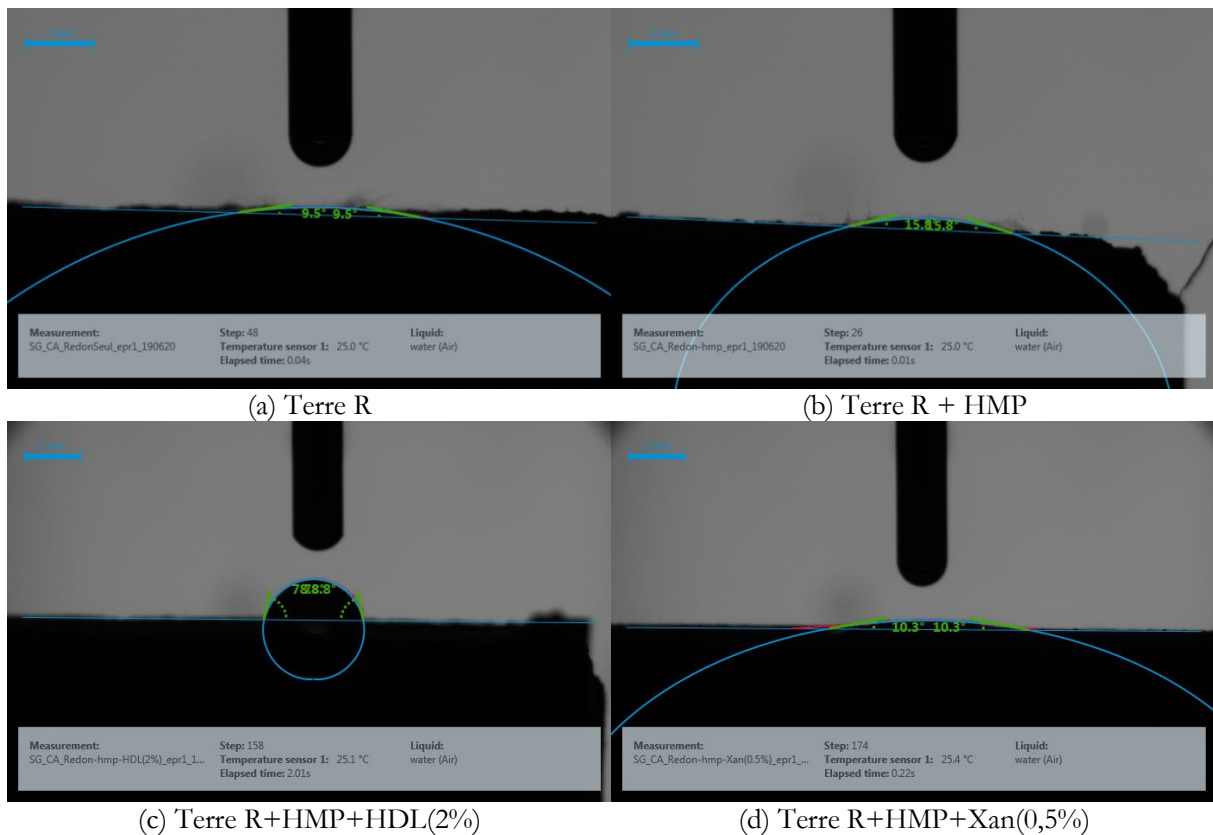 9.5° 9.5°
Measurement: Step: 48 Liquid:
SG_CA_RedonSeul_epr1_190620 Temperature sensor 1: 25.0 °C water (Air)
Elapsed time: 0.04s
(a) Terre R
15.8°
Measurement: Step: 26 Liquid:
SG_CA_Redon-hmp_epr1_190620 Temperature sensor 1: 25.0 °C water (Air)
Elapsed time: 0.01s
(b) Terre R + HMP
Measurement: Step: 158 Liquid:
SG_CA_Redon-hmp-HDL(2%)_epr1_1... Temperature sensor 1: 25.1 °C water (Air)
Elapsed time: 2.01s
(c) Terre R+HMP+HDL(2%)
10.3° 10.3°
Measurement: Step: 174 Liquid:
SG_CA_Redon-hmp-Xan(0.5%)_epr1_... Temperature sensor 1: 25.4 °C water (Air)
Elapsed time: 0.22s
(d) Terre R+HMP+Xan(0,5%)